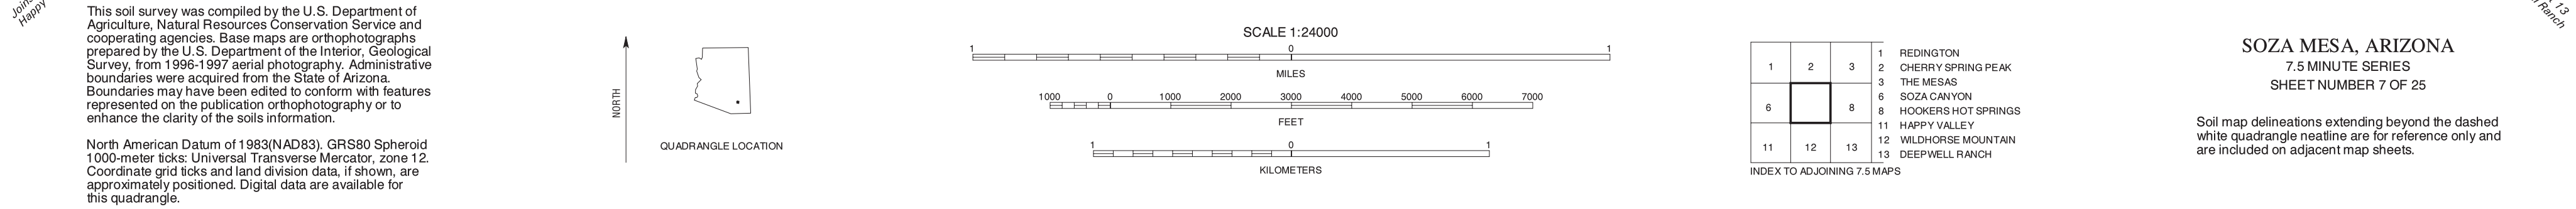 Joins
Happy
This soil survey was compiled by the U.S. Department of
Agriculture, Natural Resources Conservation Service and
cooperating agencies. Base maps are orthophotographs
prepared by the U.S. Department of the Interior, Geological
Survey, from 1996-1997 aerial photography. Administrative
boundaries were acquired from the State of Arizona.
Boundaries may have been edited to conform with features
represented on the publication orthophotography or to
enhance the clarity of the soils information.
North American Datum of 1983(NAD83). GRS80 Spheroid
1000-meter ticks: Universal Transverse Mercator, zone 12.
Coordinate grid ticks and land division data, if shown, are
approximately positioned. Digital data are available for
this quadrangle.
NORTH
QUADRANGLE LOCATION
SCALE 1:24000
1 0 1
MILES
1000 0 1000 2000 3000 4000 5000 6000 7000
FEET
1 0 1
KILOMETERS
1 2 3
6 8
11 12 13
1 REDINGTON
2 CHERRY SPRING PEAK
3 THE MESAS
6 SOZA CANYON
8 HOOKERS HOT SPRINGS
11 HAPPY VALLEY
12 WILDHORSE MOUNTAIN
13 DEEPWELL RANCH
INDEX TO ADJOINING 7.5 MAPS
13
Ranch
SOZA MESA, ARIZONA
7.5 MINUTE SERIES
SHEET NUMBER 7 OF 25
Soil map delineations extending beyond the dashed
white quadrangle neatline are for reference only and
are included on adjacent map sheets.